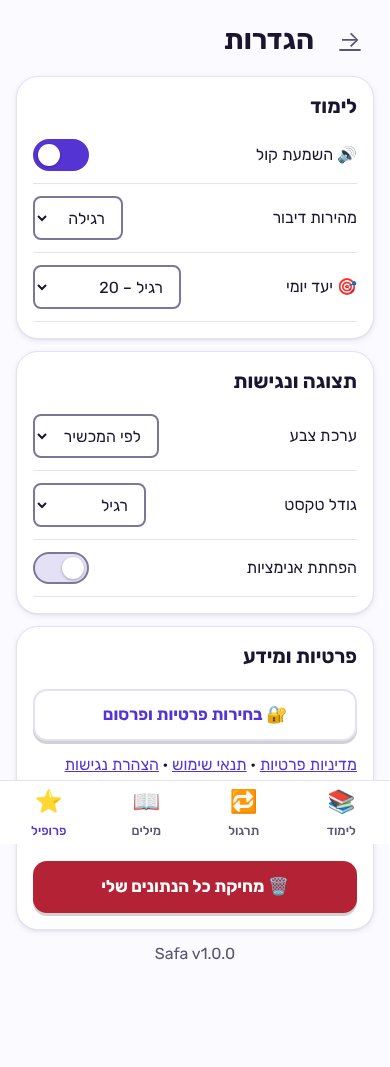 הגדרות
לימוד
השמעת קול
מהירות דיבור
רגילה
יעד יומי
רגיל – 20
תצוגה ונגישות
ערכת צבע
לפי המכשיר
גודל טקסט
רגיל
הפחתת אנימציות
פרטיות ומידע
בחירות פרטיות ופרסום
מדיניות פרטיות • תנאי שימוש • הצהרת נגישות
לימוד
תרגול
מילים
פרופיל
מחיקת כל הנתונים שלי
Safa v1.0.0